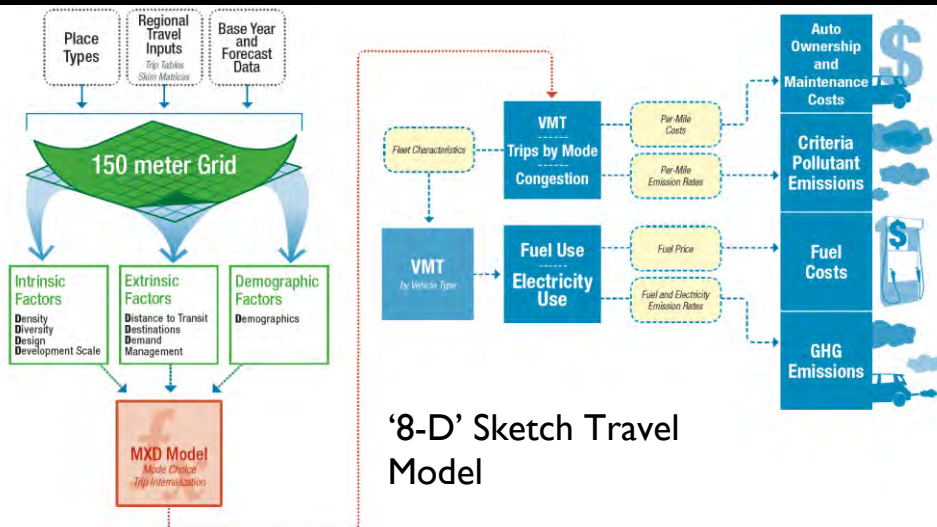 Place
Types
Regional
Travel
Inputs
Trip Tables
Skim Matrices
Base Year
and
Forecast
Data
150 meter Grid
Intrinsic
Factors
Density
Diversity
Design
Development Scale
Extrinsic
Factors
Distance to Transit
Destinations
Demand
Management
Demographic
Factors
Demographics
MXD Model
Mode Choice
Trip Internalization
Fleet Characteristics
VMT
by Vehicle Type
VMT
Trips by Mode
Congestion
Per-Mile
Costs
Per-Mile
Emission Rates
Fuel Use
Electricity
Use
Fuel Price
Fuel and Electricity
Emission Rates
Auto
Ownership
and
Maintenance
Costs
$
Criteria
Pollutant
Emissions
Fuel
Costs
$
GHG
Emissions
‘8-D’ Sketch Travel
Model